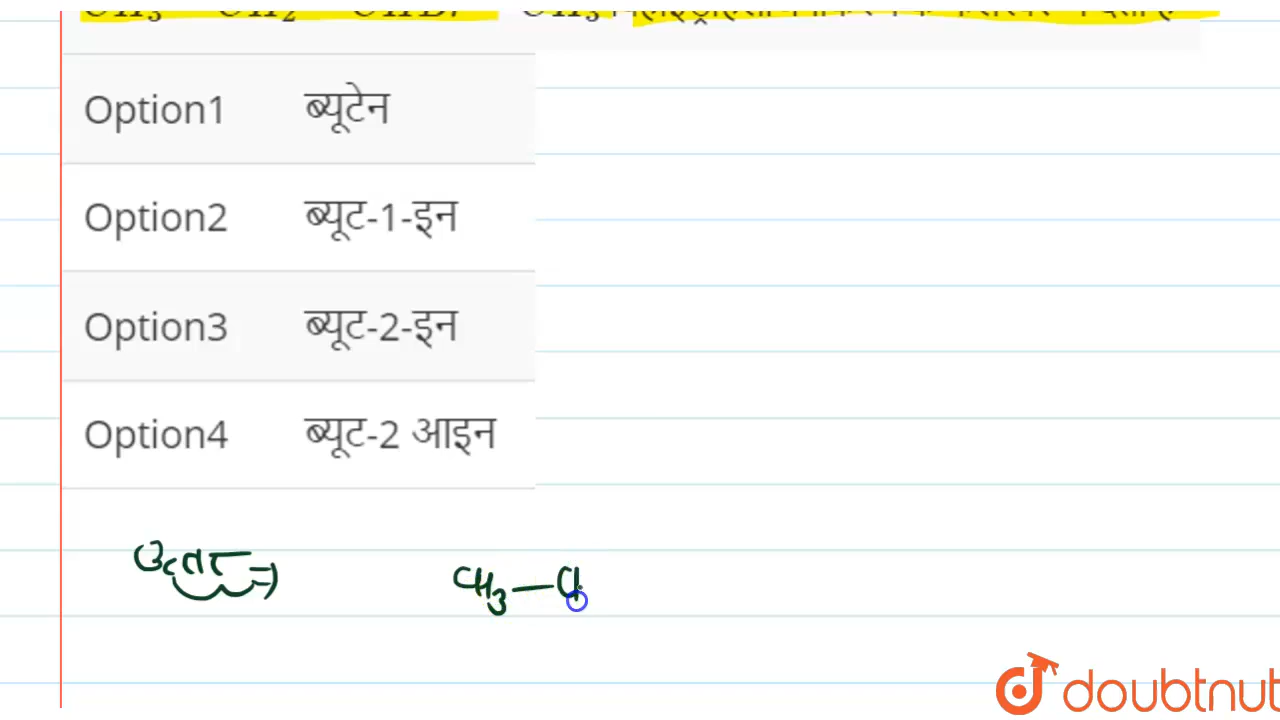 Option1 ब्यूटेन
Option2 ब्यूट-1-इन
Option3 ब्यूट-2-इन
Option4 ब्यूट-2 आइन
उत्तर ⇒ CH3 — C
doubtnut